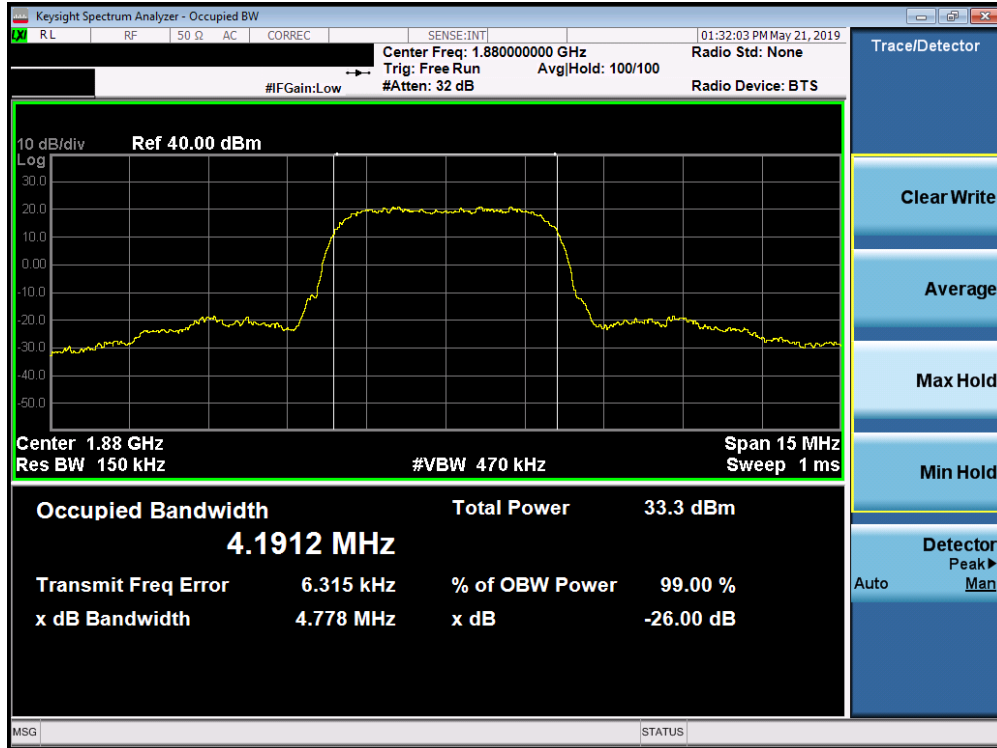 Keysight Spectrum Analyzer - Occupied BW
LXI RL RF 50 Ω AC CORREC SENSE:INT 01:32:03 PM May 21, 2019
Center Freq: 1.880000000 GHz Radio Std: None
Trig: Free Run Avg|Hold: 100/100
#IFGain:Low #Atten: 32 dB Radio Device: BTS
10 dB/div Ref 40.00 dBm
Log
30.0
20.0
10.0
0.00
-10.0
-20.0
-30.0
-40.0
-50.0
Center 1.88 GHz Span 15 MHz
Res BW 150 kHz #VBW 470 kHz Sweep 1 ms
Occupied Bandwidth Total Power 33.3 dBm
4.1912 MHz
Transmit Freq Error 6.315 kHz % of OBW Power 99.00 %
x dB Bandwidth 4.778 MHz x dB -26.00 dB
MSG STATUS
Trace/Detector
Clear Write
Average
Max Hold
Min Hold
Detector
Peak▶
Auto Man